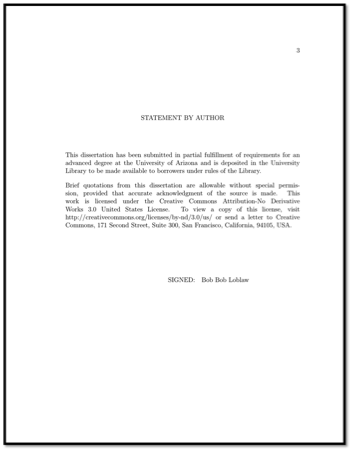 3
STATEMENT BY AUTHOR
This dissertation has been submitted in partial fulfillment of requirements for an
advanced degree at the University of Arizona and is deposited in the University
Library to be made available to borrowers under rules of the Library.
Brief quotations from this dissertation are allowable without special permis-
sion, provided that accurate acknowledgment of the source is made. This
work is licensed under the Creative Commons Attribution-No Derivative
Works 3.0 United States License. To view a copy of this license, visit
http://creativecommons.org/licenses/by-nd/3.0/us/ or send a letter to Creative
Commons, 171 Second Street, Suite 300, San Francisco, California, 94105, USA.
SIGNED: Bob Bob Loblaw